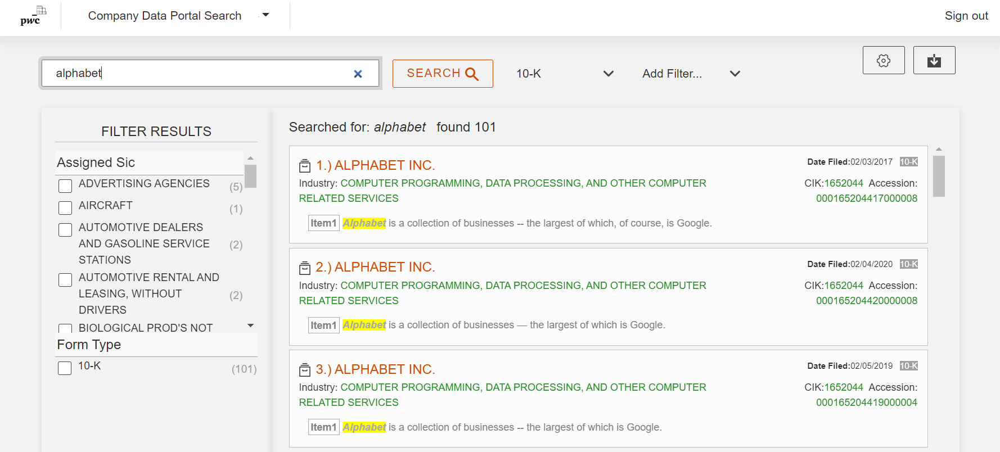 pwc
Company Data Portal Search
Sign out
alphabet
SEARCH
10-K
Add Filter...
FILTER RESULTS
Assigned Sic
ADVERTISING AGENCIES (5)
AIRCRAFT (1)
AUTOMOTIVE DEALERS
AND GASOLINE SERVICE (2)
STATIONS
AUTOMOTIVE RENTAL AND
LEASING, WITHOUT (2)
DRIVERS
BIOLOGICAL PROD'S NOT
Form Type
10-K (101)
Searched for: alphabet found 101
1.) ALPHABET INC.
Date Filed:02/03/2017 10-K
Industry: COMPUTER PROGRAMMING, DATA PROCESSING, AND OTHER COMPUTER
RELATED SERVICES
CIK:1652044 Accession:
000165204417000008
Item1 Alphabet is a collection of businesses -- the largest of which, of course, is Google.
2.) ALPHABET INC.
Date Filed:02/04/2020 10-K
Industry: COMPUTER PROGRAMMING, DATA PROCESSING, AND OTHER COMPUTER
RELATED SERVICES
CIK:1652044 Accession:
000165204420000008
Item1 Alphabet is a collection of businesses — the largest of which is Google.
3.) ALPHABET INC.
Date Filed:02/05/2019 10-K
Industry: COMPUTER PROGRAMMING, DATA PROCESSING, AND OTHER COMPUTER
RELATED SERVICES
CIK:1652044 Accession:
000165204419000004
Item1 Alphabet is a collection of businesses -- the largest of which is Google.